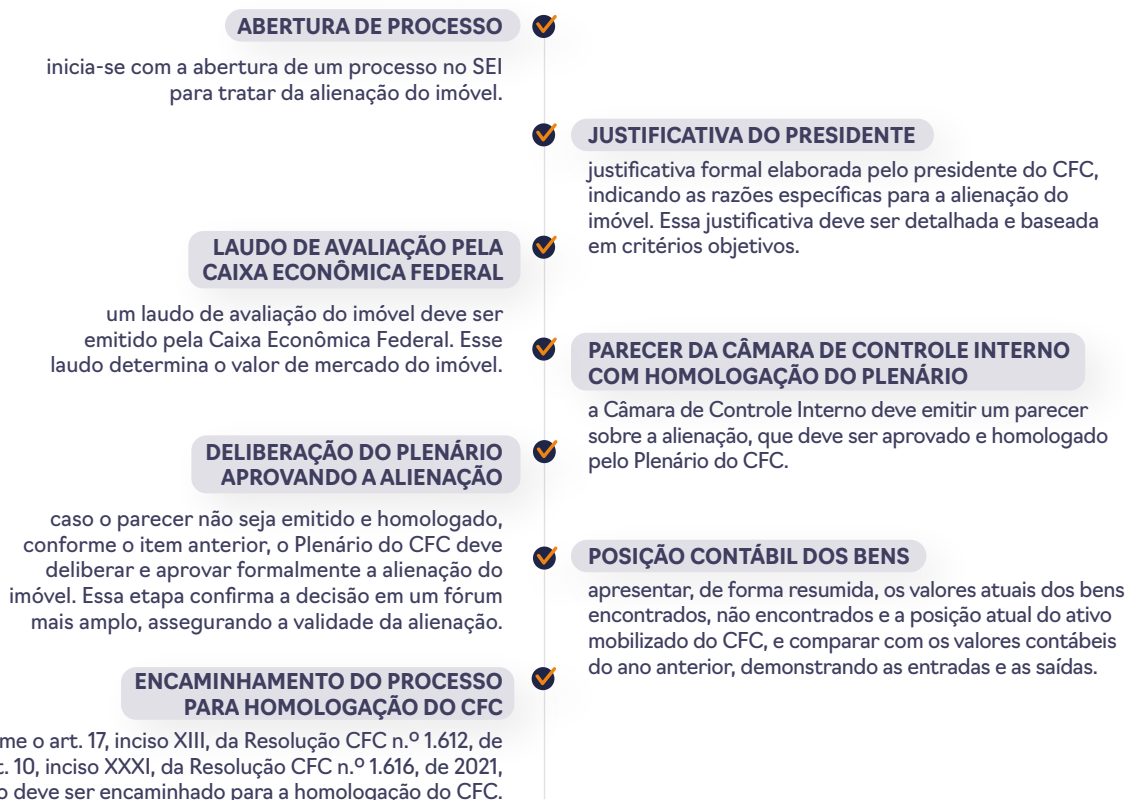 ABERTURA DE PROCESSO
inicia-se com a abertura de um processo no SEI
para tratar da alienação do imóvel.
JUSTIFICATIVA DO PRESIDENTE
justificativa formal elaborada pelo presidente do CFC,
indicando as razões específicas para a alienação do
imóvel. Essa justificativa deve ser detalhada e baseada
em critérios objetivos.
LAUDO DE AVALIAÇÃO PELA
CAIXA ECONÔMICA FEDERAL
um laudo de avaliação do imóvel deve ser
emitido pela Caixa Econômica Federal. Esse
laudo determina o valor de mercado do imóvel.
PARECER DA CÂMARA DE CONTROLE INTERNO
COM HOMOLOGAÇÃO DO PLENÁRIO
a Câmara de Controle Interno deve emitir um parecer
sobre a alienação, que deve ser aprovado e homologado
pelo Plenário do CFC.
DELIBERAÇÃO DO PLENÁRIO
APROVANDO A ALIENAÇÃO
caso o parecer não seja emitido e homologado,
conforme o item anterior, o Plenário do CFC deve
deliberar e aprovar formalmente a alienação do
imóvel. Essa etapa confirma a decisão em um fórum
mais amplo, assegurando a validade da alienação.
POSIÇÃO CONTÁBIL DOS BENS
apresentar, de forma resumida, os valores atuais dos bens
encontrados, não encontrados e a posição atual do ativo
mobilizado do CFC, e comparar com os valores contábeis
do ano anterior, demonstrando as entradas e as saídas.
ENCAMINHAMENTO DO PROCESSO
PARA HOMOLOGAÇÃO DO CFC
me o art. 17, inciso XIII, da Resolução CFC n.º 1.612, de
. 10, inciso XXXI, da Resolução CFC n.º 1.616, de 2021,
o deve ser encaminhado para a homologação do CFC.